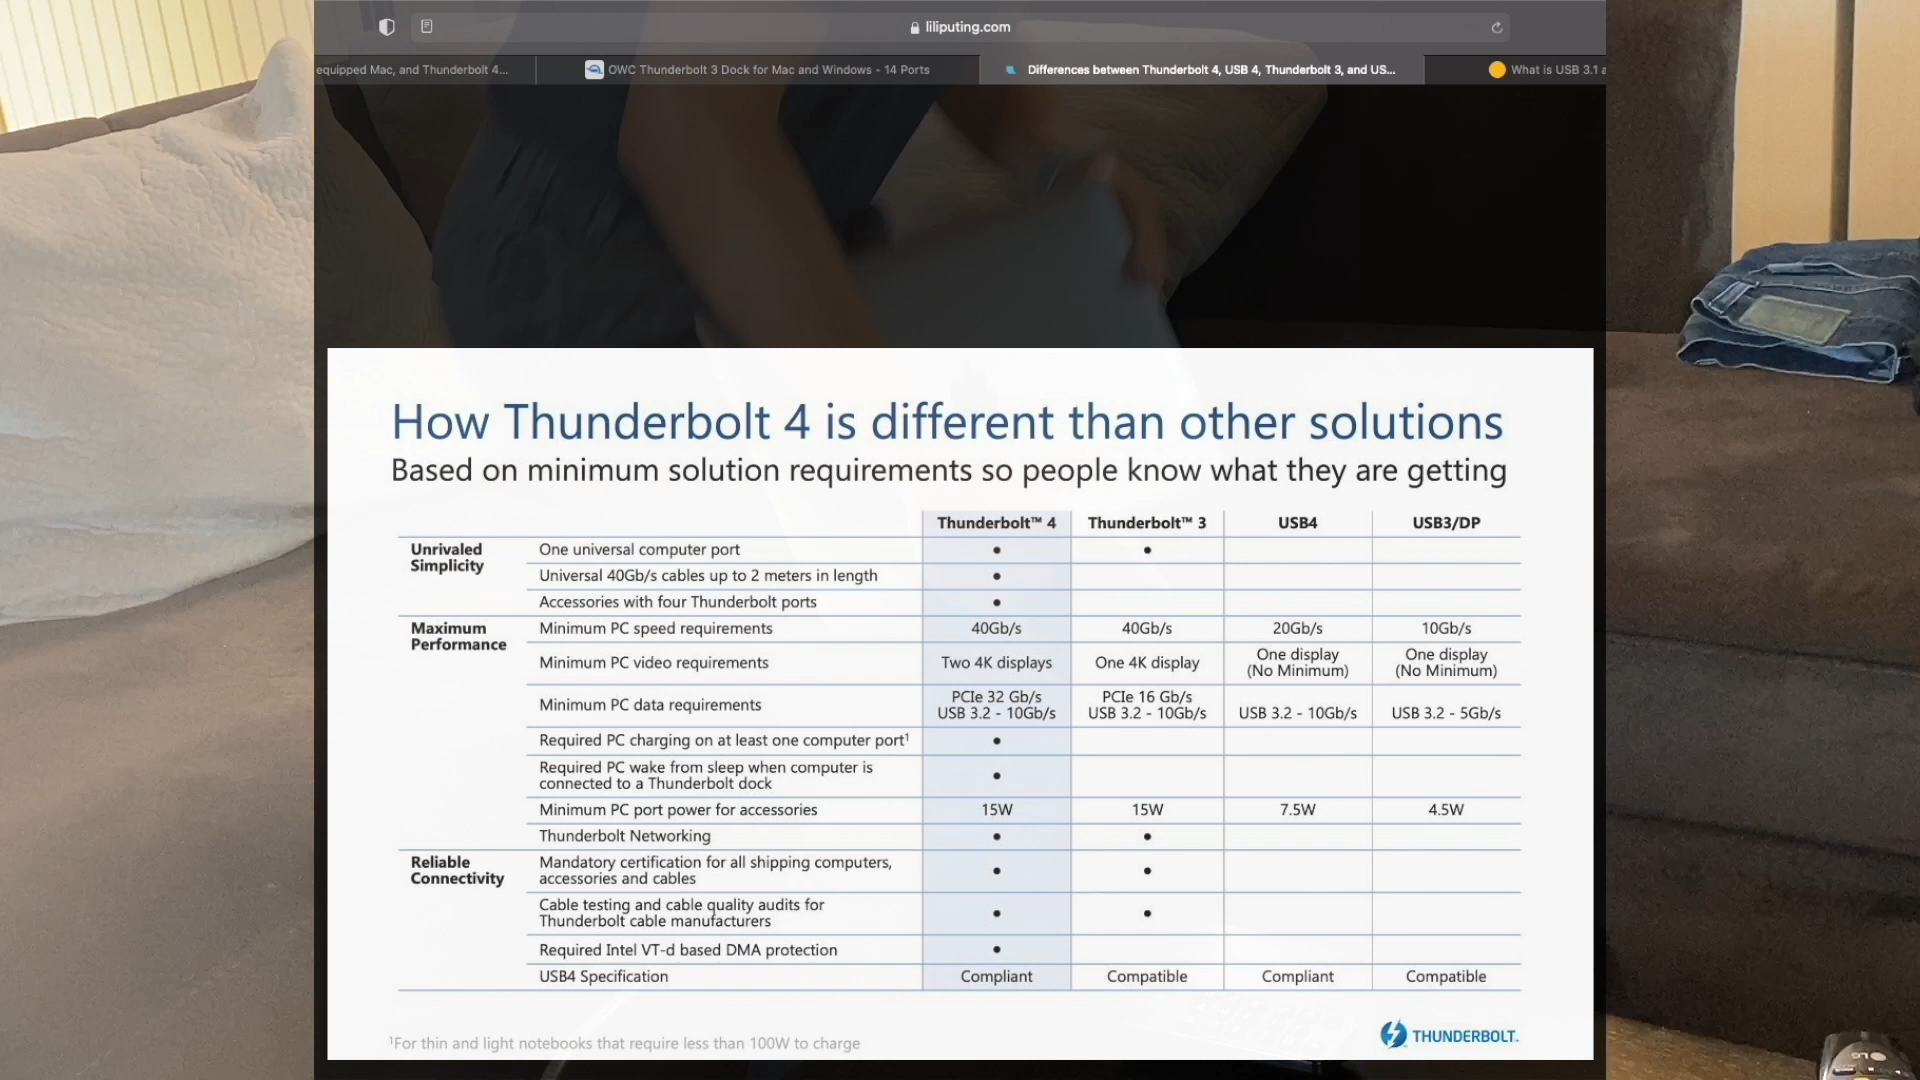 liliputing.com
equipped Mac, and Thunderbolt 4...
OWC Thunderbolt 3 Dock for Mac and Windows - 14 Ports
Differences between Thunderbolt 4, USB 4, Thunderbolt 3, and US...
What is USB 3.1 a
How Thunderbolt 4 is different than other solutions
Based on minimum solution requirements so people know what they are getting
Thunderbolt™ 4 Thunderbolt™ 3 USB4 USB3/DP
Unrivaled
Simplicity
One universal computer port • •
Universal 40Gb/s cables up to 2 meters in length •
Accessories with four Thunderbolt ports •
Maximum
Performance
Minimum PC speed requirements 40Gb/s 40Gb/s 20Gb/s 10Gb/s
Minimum PC video requirements Two 4K displays One 4K display One display
(No Minimum) One display
(No Minimum)
Minimum PC data requirements PCIe 32 Gb/s
USB 3.2 - 10Gb/s PCIe 16 Gb/s
USB 3.2 - 10Gb/s USB 3.2 - 10Gb/s USB 3.2 - 5Gb/s
Required PC charging on at least one computer port¹ •
Required PC wake from sleep when computer is
connected to a Thunderbolt dock •
Minimum PC port power for accessories 15W 15W 7.5W 4.5W
Thunderbolt Networking • •
Reliable
Connectivity
Mandatory certification for all shipping computers,
accessories and cables • •
Cable testing and cable quality audits for
Thunderbolt cable manufacturers • •
Required Intel VT-d based DMA protection •
USB4 Specification Compliant Compatible Compliant Compatible
¹For thin and light notebooks that require less than 100W to charge
THUNDERBOLT™
LG